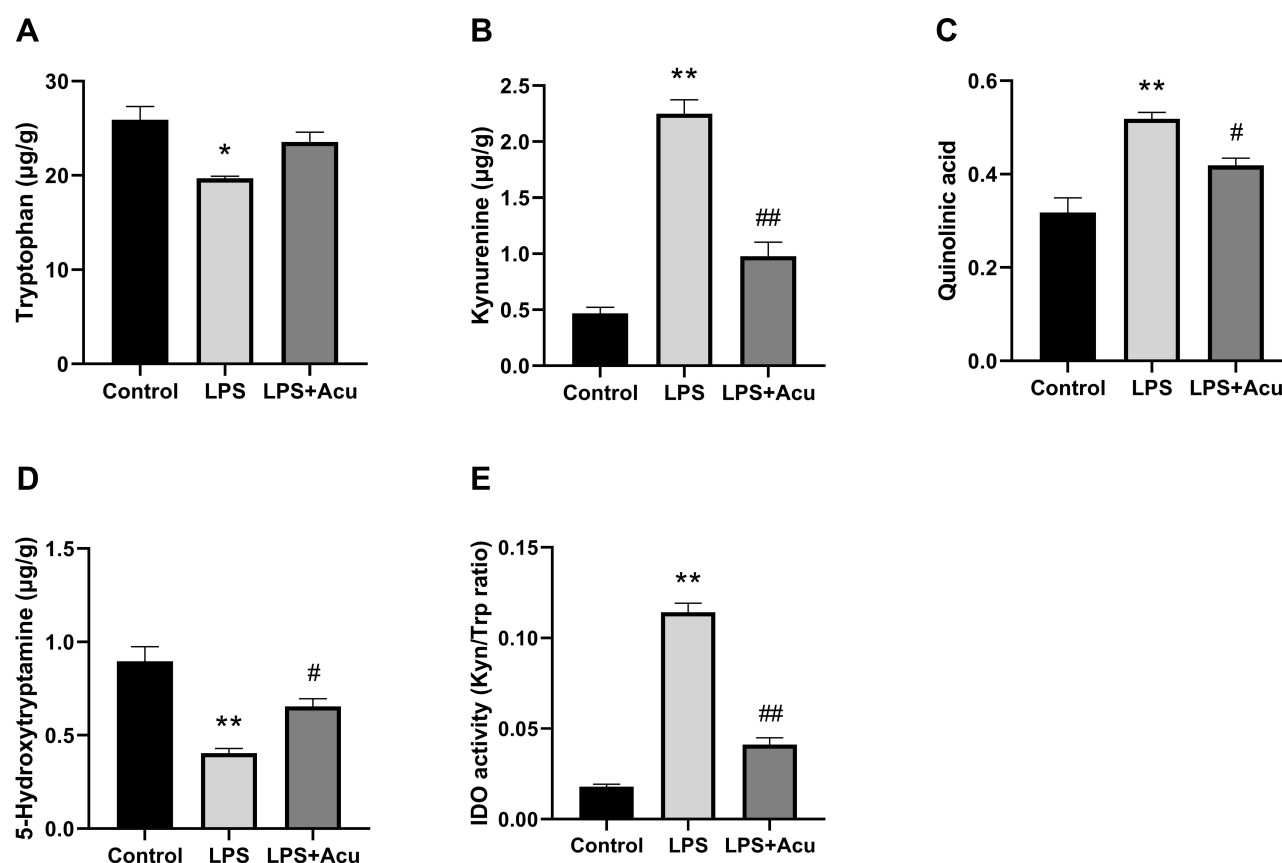 A
Tryptophan (µg/g)
30
20
10
0
*
Control LPS LPS+Acu
B
Kynurenine (µg/g)
2.5
2.0
1.5
1.0
0.5
0.0
**
##
Control LPS LPS+Acu
C
Quinolinic acid
0.6
0.4
0.2
0.0
**
#
Control LPS LPS+Acu
D
5-Hydroxytryptamine (µg/g)
1.5
1.0
0.5
0.0
**
#
Control LPS LPS+Acu
E
IDO activity (Kyn/Trp ratio)
0.15
0.10
0.05
0.00
**
##
Control LPS LPS+Acu